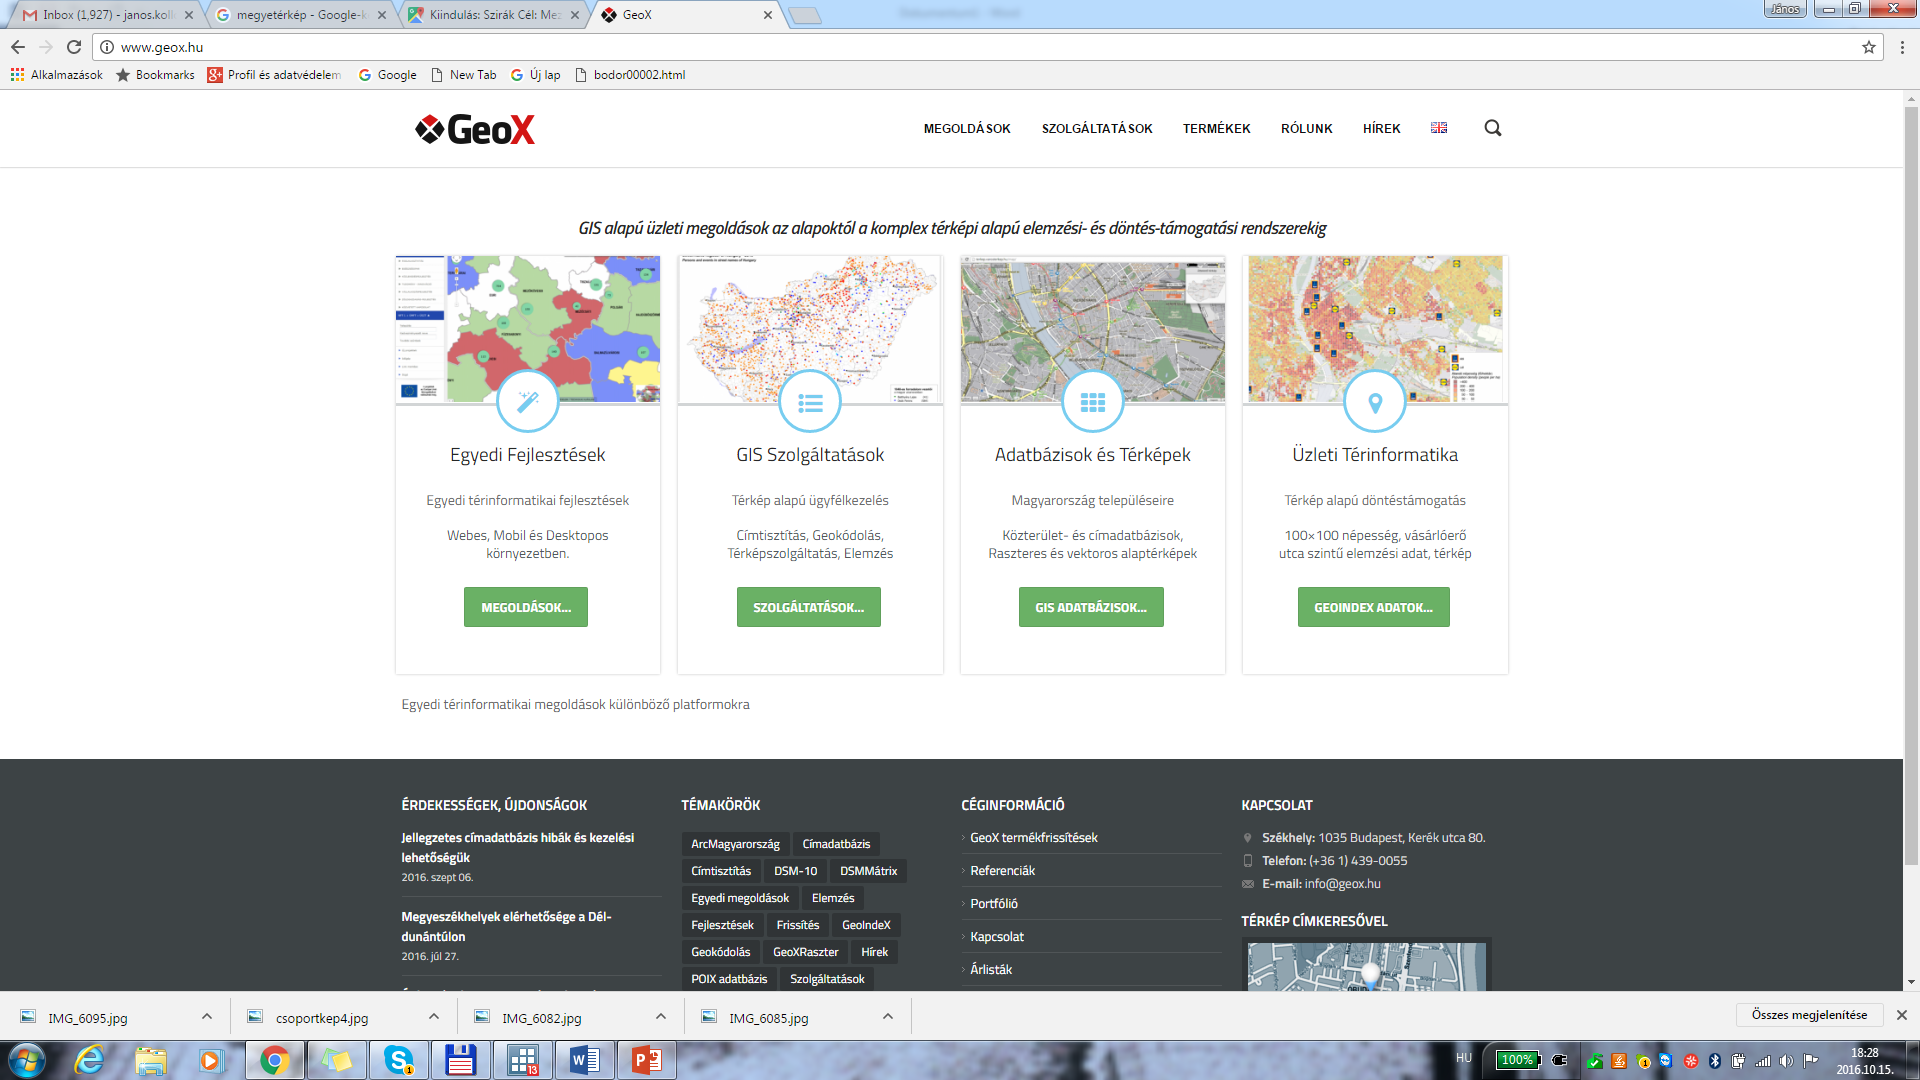 Inbox (1,927) - janos.koll
megyetérkép - Google-k
Kiindulás: Szirák Cél: Mez
GeoX
János
www.geox.hu
Alkalmazások
Bookmarks
Profil és adatvédelem
Google
New Tab
Új lap
bodor00002.html
GeoX
MEGOLDÁSOK
SZOLGÁLTATÁSOK
TERMÉKEK
RÓLUNK
HÍREK
GIS alapú üzleti megoldások az alapoktól a komplex térképi alapú elemzési- és döntés-támogatási rendszerekig
Egyedi Fejlesztések
Egyedi térinformatikai fejlesztések
Webes, Mobil és Desktopos
környezetben.
MEGOLDÁSOK...
GIS Szolgáltatások
Térkép alapú ügyfélkezelés
Címtisztítás, Geokódolás,
Térképszolgáltatás, Elemzés
SZOLGÁLTATÁSOK...
Adatbázisok és Térképek
Magyarország településeire
Közterület- és címadatbázisok,
Raszteres és vektoros alaptérképek
GIS ADATBÁZISOK...
Üzleti Térinformatika
Térkép alapú döntéstámogatás
100×100 népesség, vásárlóerő
utca szintű elemzési adat, térkép
GEOINDEX ADATOK...
Egyedi térinformatikai megoldások különböző platformokra
ÉRDEKESSÉGEK, ÚJDONSÁGOK
Jellegzetes címadatbázis hibák és kezelési
lehetőségük
2016. szept 06.
Megyeszékhelyek elérhetősége a Dél-
dunántúlon
2016. júl 27.
TÉMAKÖRÖK
ArcMagyarország
Címadatbázis
Címtisztítás
DSM-10
DSMMátrix
Egyedi megoldások
Elemzés
Fejlesztések
Frissítés
GeoIndeX
Geokódolás
GeoXRaszter
Hírek
POIX adatbázis
Szolgáltatások
CÉGINFORMÁCIÓ
GeoX termékfrissítések
Referenciák
Portfólió
Kapcsolat
Árlisták
KAPCSOLAT
Székhely: 1035 Budapest, Kerék utca 80.
Telefon: (+36 1) 439-0055
E-mail: info@geox.hu
TÉRKÉP CÍMKERESŐVEL
IMG_6095.jpg
csoportkep4.jpg
IMG_6082.jpg
IMG_6085.jpg
Összes megjelenítése
13
HU
100%
18:28
2016.10.15.